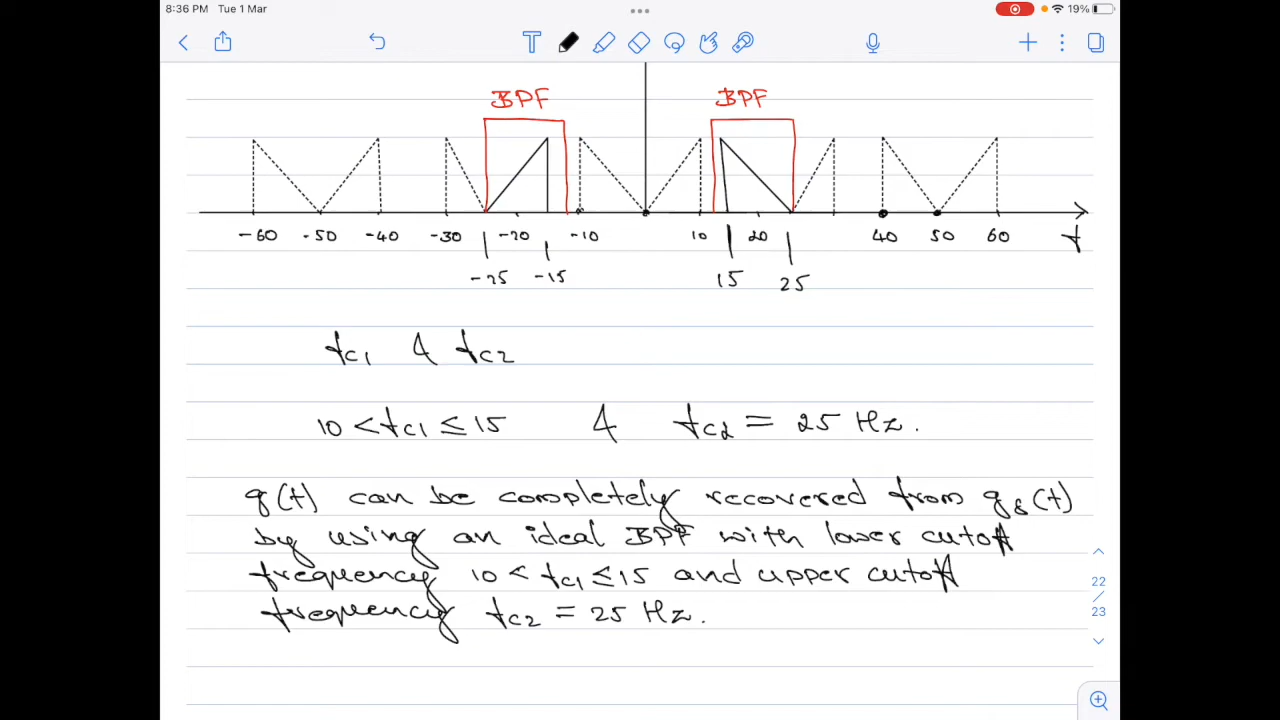 8:36 PM Tue 1 Mar
19%
T
BPF BPF
-60 -50 -40 -30 -20 -10 10 20 40 50 60 f
-25 -15 15 25
fc1 & fc2
10 < fc1 ≤ 15 & fc2 = 25 Hz.
g(t) can be completely recovered from gδ(t)
by using an ideal BPF with lower cutoff
frequency 10 < fc1 ≤ 15 and upper cutoff
frequency fc2 = 25 Hz.
22
23